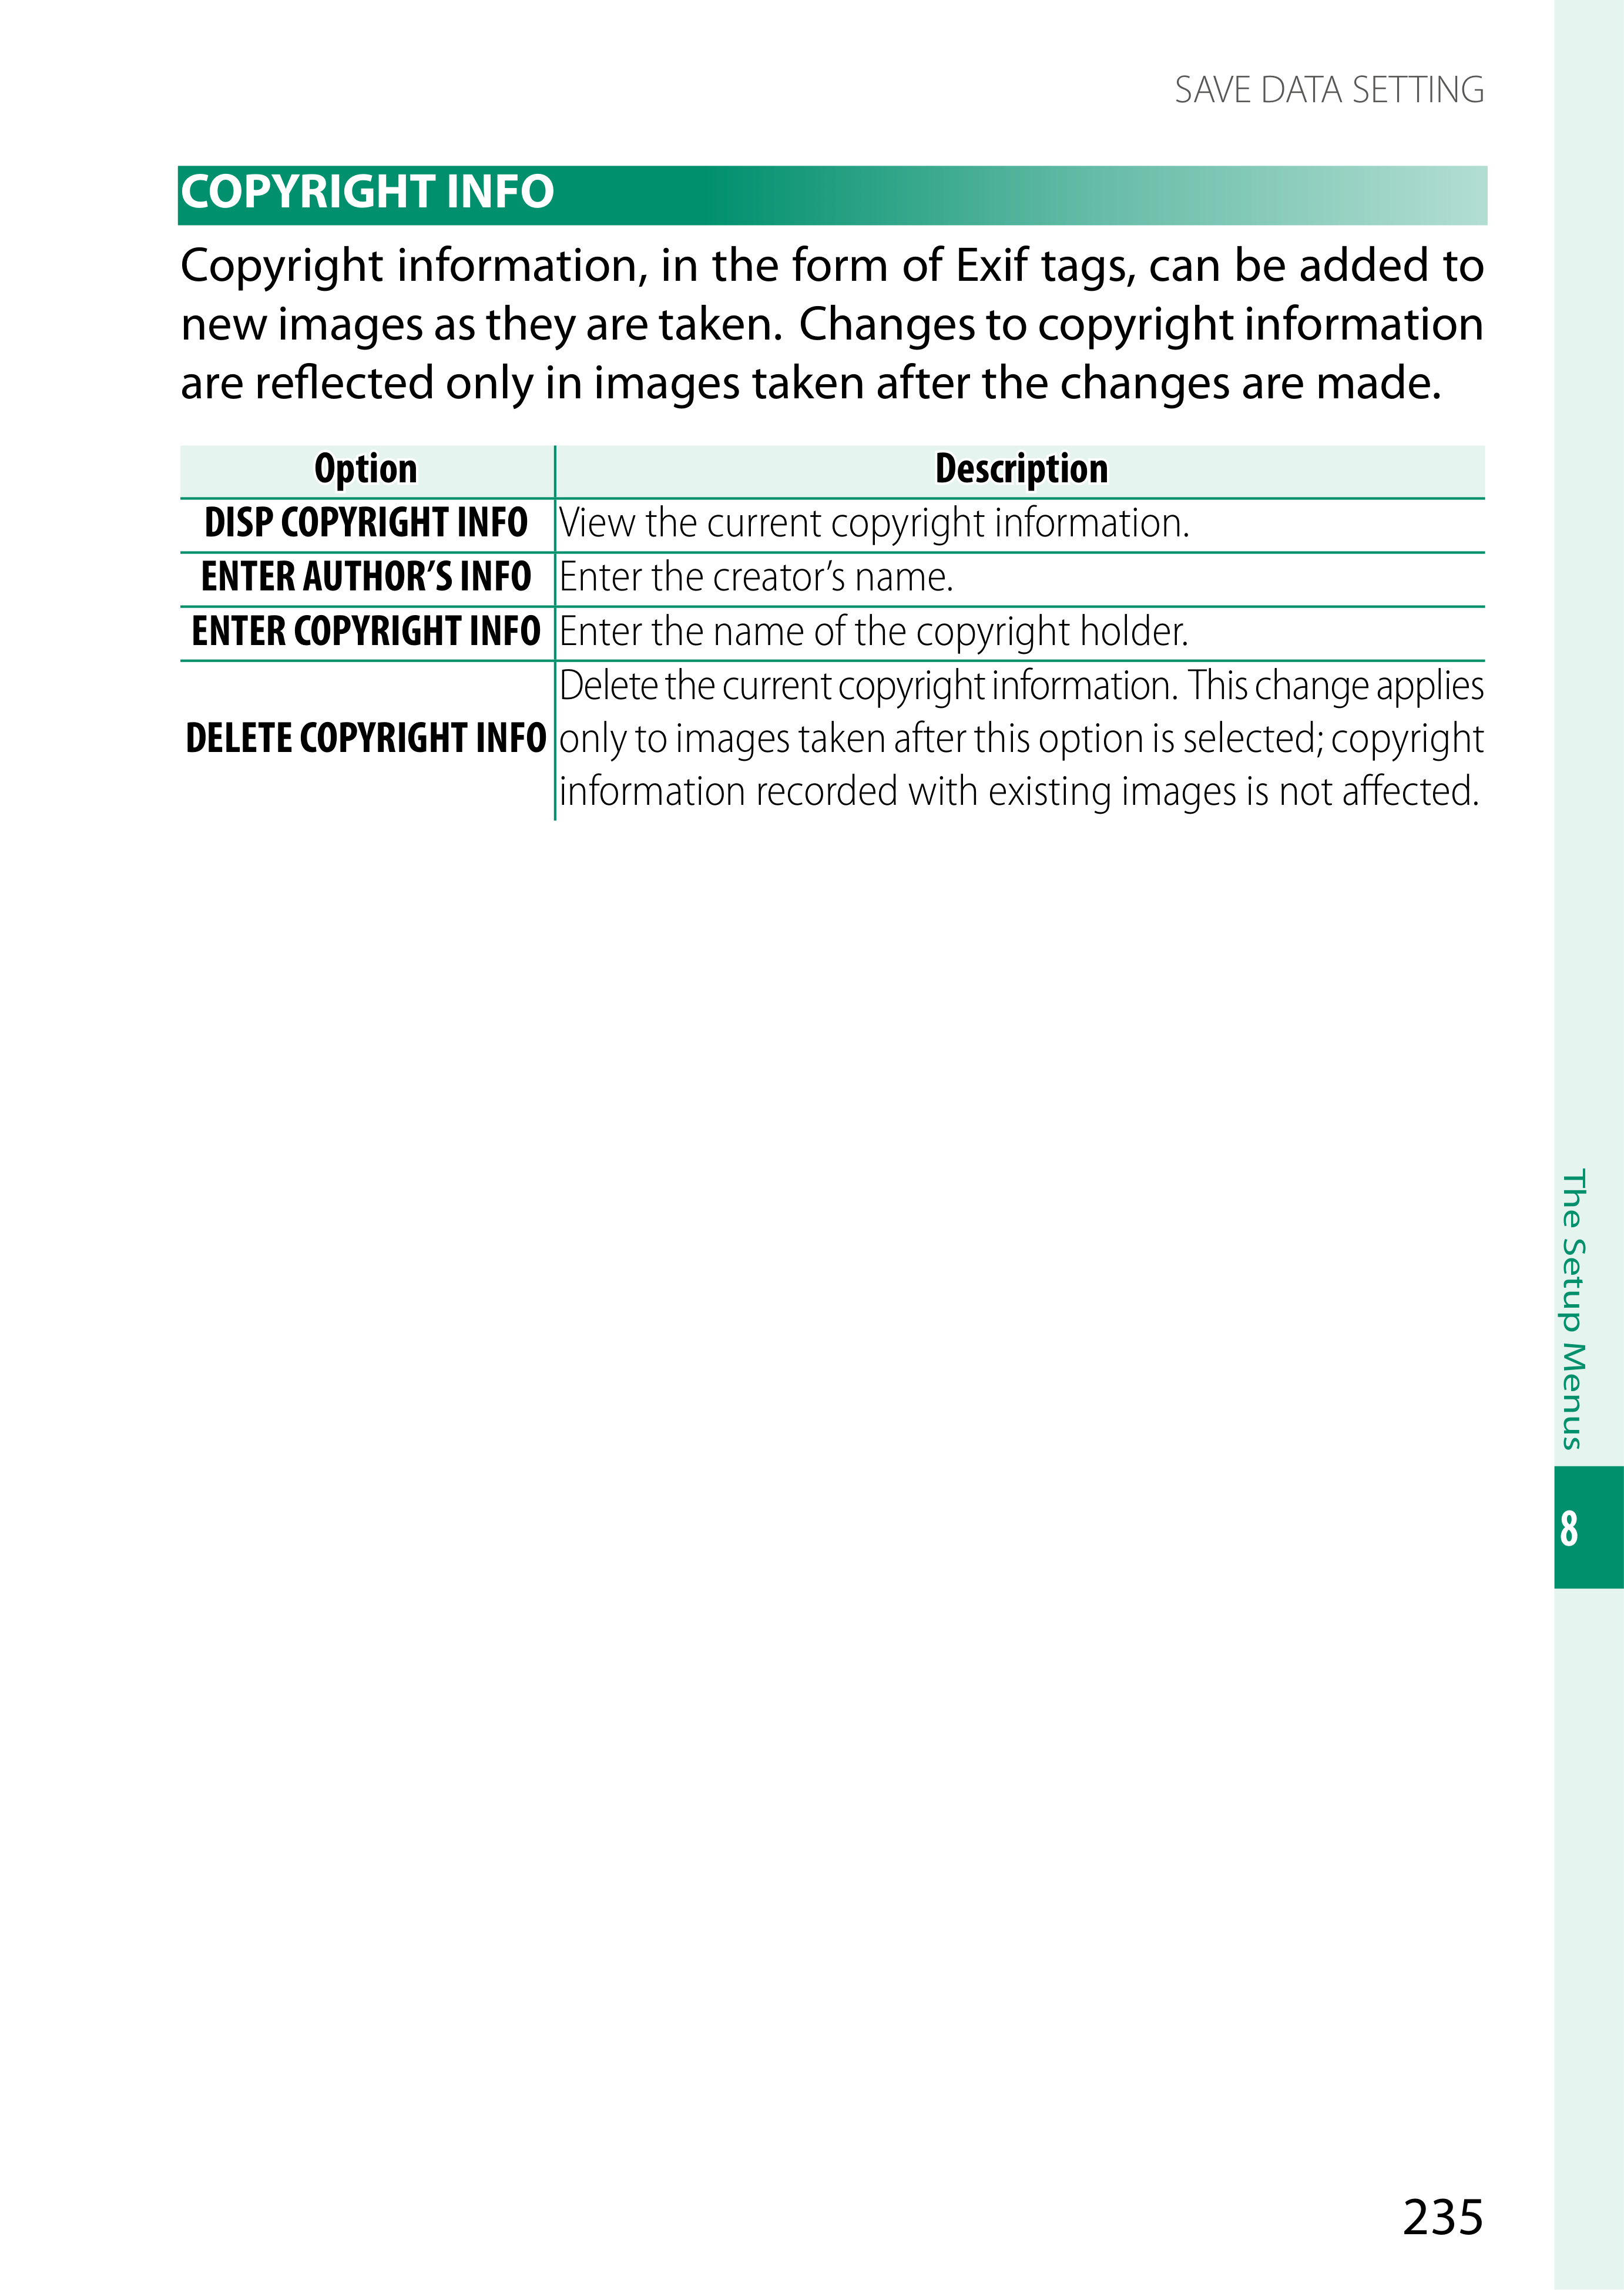 SAVE DATA SETTING
COPYRIGHT INFO
Copyright information, in the form of Exif tags, can be added to
new images as they are taken. Changes to copyright information
are reflected only in images taken after the changes are made.
Option Description
DISP COPYRIGHT INFO View the current copyright information.
ENTER AUTHOR’S INFO Enter the creator’s name.
ENTER COPYRIGHT INFO Enter the name of the copyright holder.
DELETE COPYRIGHT INFO Delete the current copyright information. This change applies
only to images taken after this option is selected; copyright
information recorded with existing images is not affected.
The Setup Menus
8
235